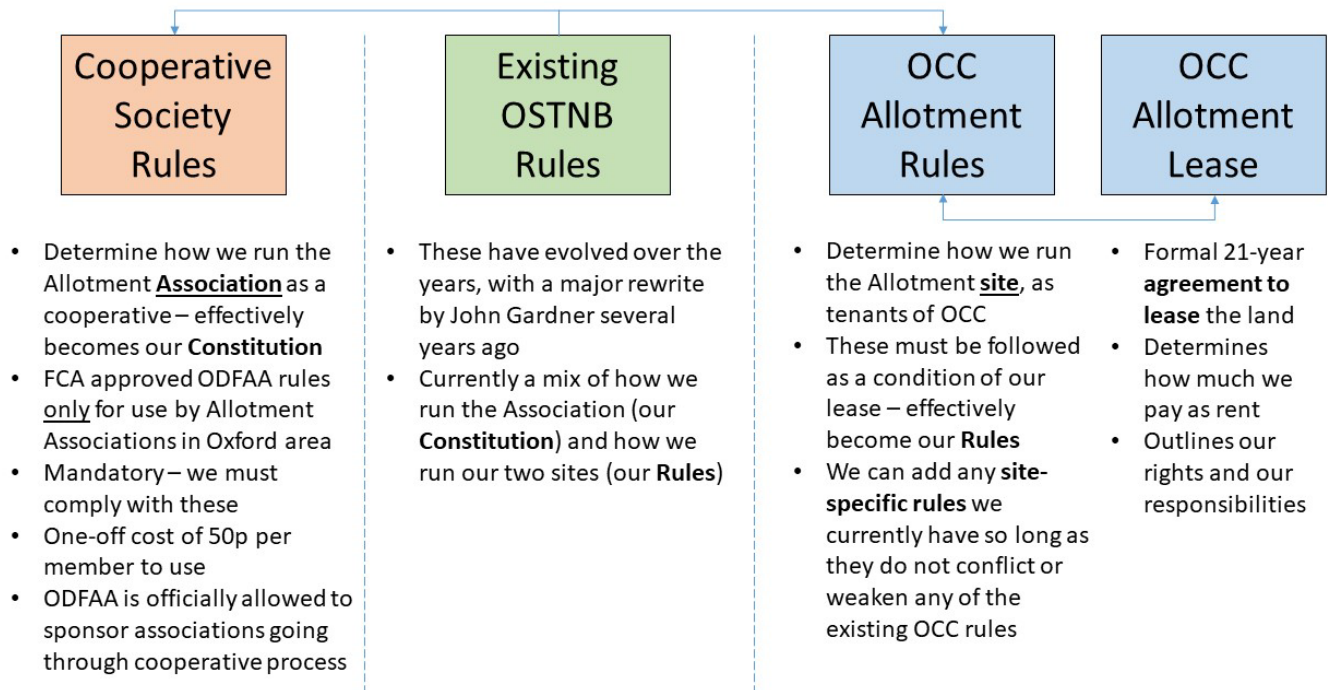 Cooperative
Society
Rules
Existing
OSTNB
Rules
OCC
Allotment
Rules
OCC
Allotment
Lease
• Determine how we run the
Allotment Association as a
cooperative – effectively
becomes our Constitution
• FCA approved ODFAA rules
only for use by Allotment
Associations in Oxford area
• Mandatory – we must
comply with these
• One-off cost of 50p per
member to use
• ODFAA is officially allowed to
sponsor associations going
through cooperative process
• These have evolved over the
years, with a major rewrite
by John Gardner several
years ago
• Currently a mix of how we
run the Association (our
Constitution) and how we
run our two sites (our Rules)
• Determine how we run
the Allotment site, as
tenants of OCC
• These must be followed
as a condition of our
lease – effectively
become our Rules
• We can add any site-
specific rules we
currently have so long as
they do not conflict or
weaken any of the
existing OCC rules
• Formal 21-year
agreement to
lease the land
• Determines
how much we
pay as rent
• Outlines our
rights and our
responsibilities